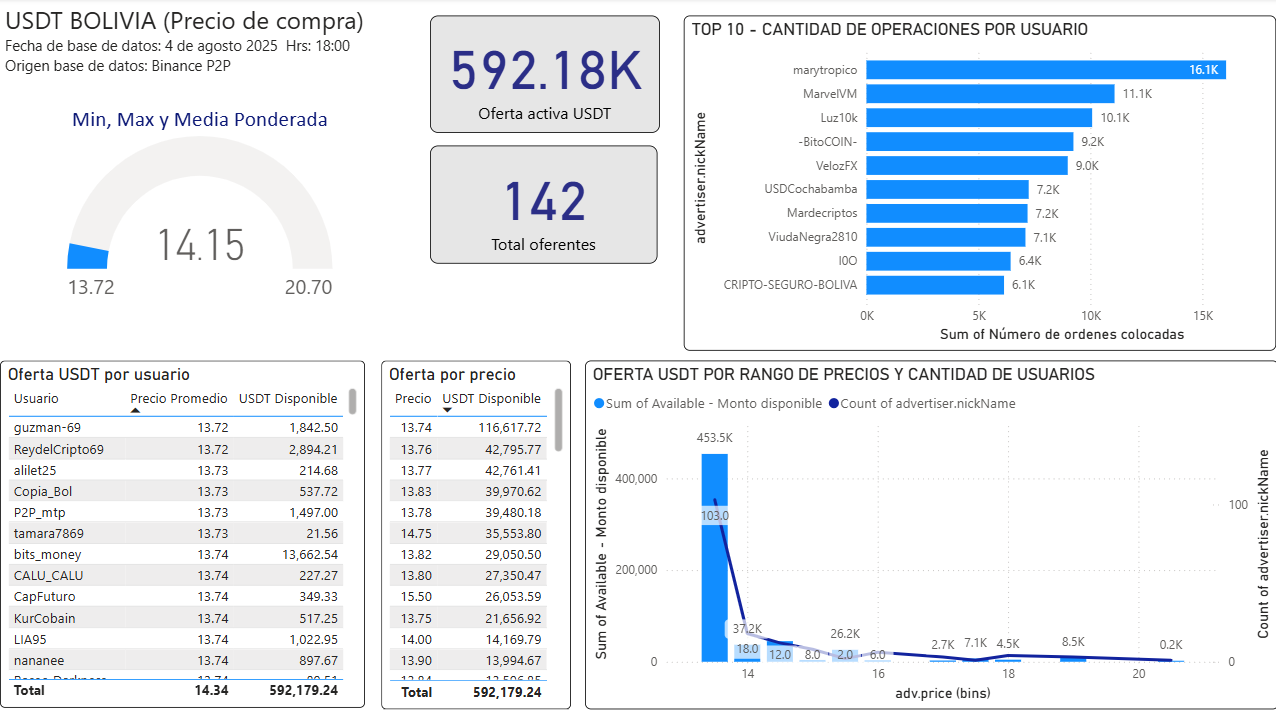 USDT BOLIVIA (Precio de compra)
Fecha de base de datos: 4 de agosto 2025 Hrs: 18:00
Origen base de datos: Binance P2P
Min, Max y Media Ponderada
14.15
13.72 20.70
592.18K
Oferta activa USDT
142
Total oferentes
TOP 10 - CANTIDAD DE OPERACIONES POR USUARIO
advertiser.nickName
marytropico 16.1K
MarvelVM 11.1K
Luz10k 10.1K
-BitoCOIN- 9.2K
VelozFX 9.0K
USDCochabamba 7.2K
Mardecriptos 7.2K
ViudaNegra2810 7.1K
I0O 6.4K
CRIPTO-SEGURO-BOLIVA 6.1K
0K 5K 10K 15K
Sum of Número de ordenes colocadas
Oferta USDT por usuario
Usuario Precio Promedio USDT Disponible
guzman-69 13.72 1,842.50
ReydelCripto69 13.72 2,894.21
alilet25 13.73 214.68
Copia_Bol 13.73 537.72
P2P_mtp 13.73 1,497.00
tamara7869 13.73 21.56
bits_money 13.74 13,662.54
CALU_CALU 13.74 227.27
CapFuturo 13.74 349.33
KurCobain 13.74 517.25
LIA95 13.74 1,022.95
nananee 13.74 897.67
Total 14.34 592,179.24
Oferta por precio
Precio USDT Disponible
13.74 116,617.72
13.76 42,795.77
13.77 42,761.41
13.83 39,970.62
13.78 39,480.18
14.75 35,553.80
13.82 29,050.50
13.80 27,350.47
15.50 26,053.59
13.75 21,656.92
14.00 14,169.79
13.90 13,994.67
Total 592,179.24
OFERTA USDT POR RANGO DE PRECIOS Y CANTIDAD DE USUARIOS
Sum of Available - Monto disponible Count of advertiser.nickName
Sum of Available - Monto disponible
400,000
200,000
0
453.5K
103.0
37.2K 26.2K 2.7K 7.1K 4.5K 8.5K 0.2K
18.0 12.0 8.0 2.0 6.0
100
0
Count of advertiser.nickName
14 16 18 20
adv.price (bins)